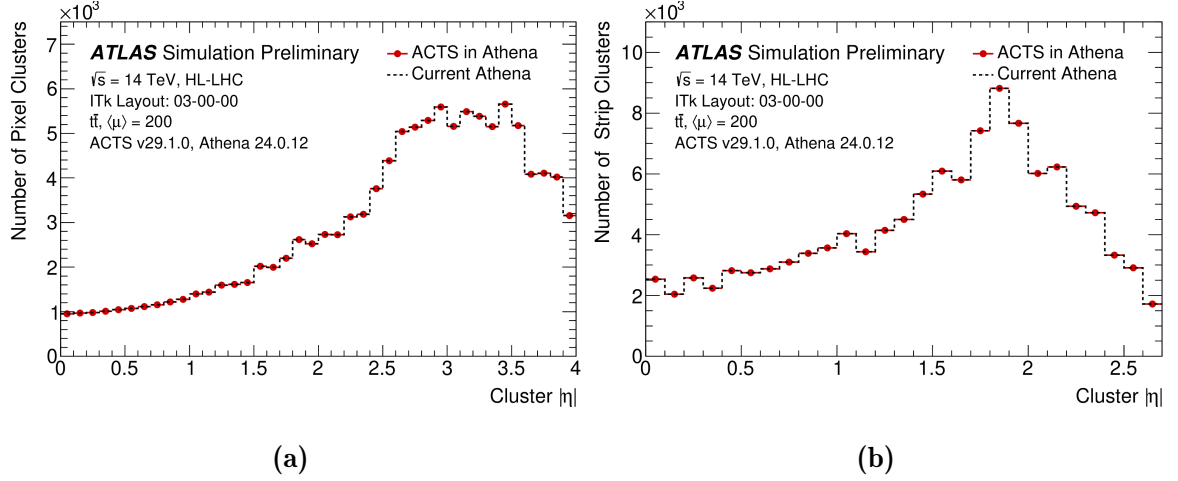 ×10³
Number of Pixel Clusters
7
6
5
4
3
2
1
0
ATLAS Simulation Preliminary
√s = 14 TeV, HL-LHC
ITk Layout: 03-00-00
tt̄, ⟨μ⟩ = 200
ACTS v29.1.0, Athena 24.0.12
ACTS in Athena
Current Athena
0 0.5 1 1.5 2 2.5 3 3.5 4
Cluster |η|
(a)
×10³
Number of Strip Clusters
10
8
6
4
2
0
ATLAS Simulation Preliminary
√s = 14 TeV, HL-LHC
ITk Layout: 03-00-00
tt̄, ⟨μ⟩ = 200
ACTS v29.1.0, Athena 24.0.12
ACTS in Athena
Current Athena
0 0.5 1 1.5 2 2.5
Cluster |η|
(b)